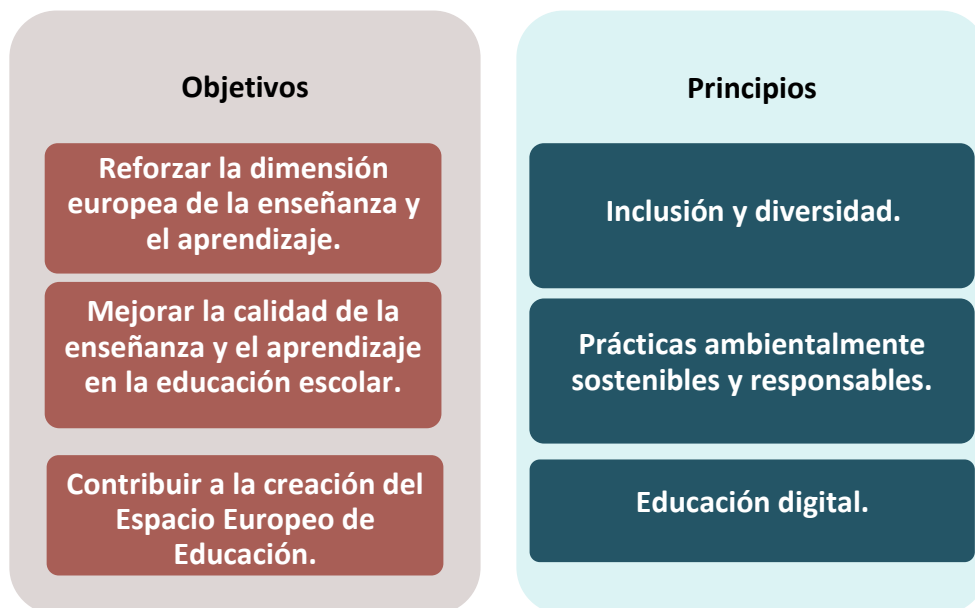 Objetivos
Reforzar la dimensión
europea de la enseñanza y
el aprendizaje.
Mejorar la calidad de la
enseñanza y el aprendizaje
en la educación escolar.
Contribuir a la creación del
Espacio Europeo de
Educación.
Principios
Inclusión y diversidad.
Prácticas ambientalmente
sostenibles y responsables.
Educación digital.